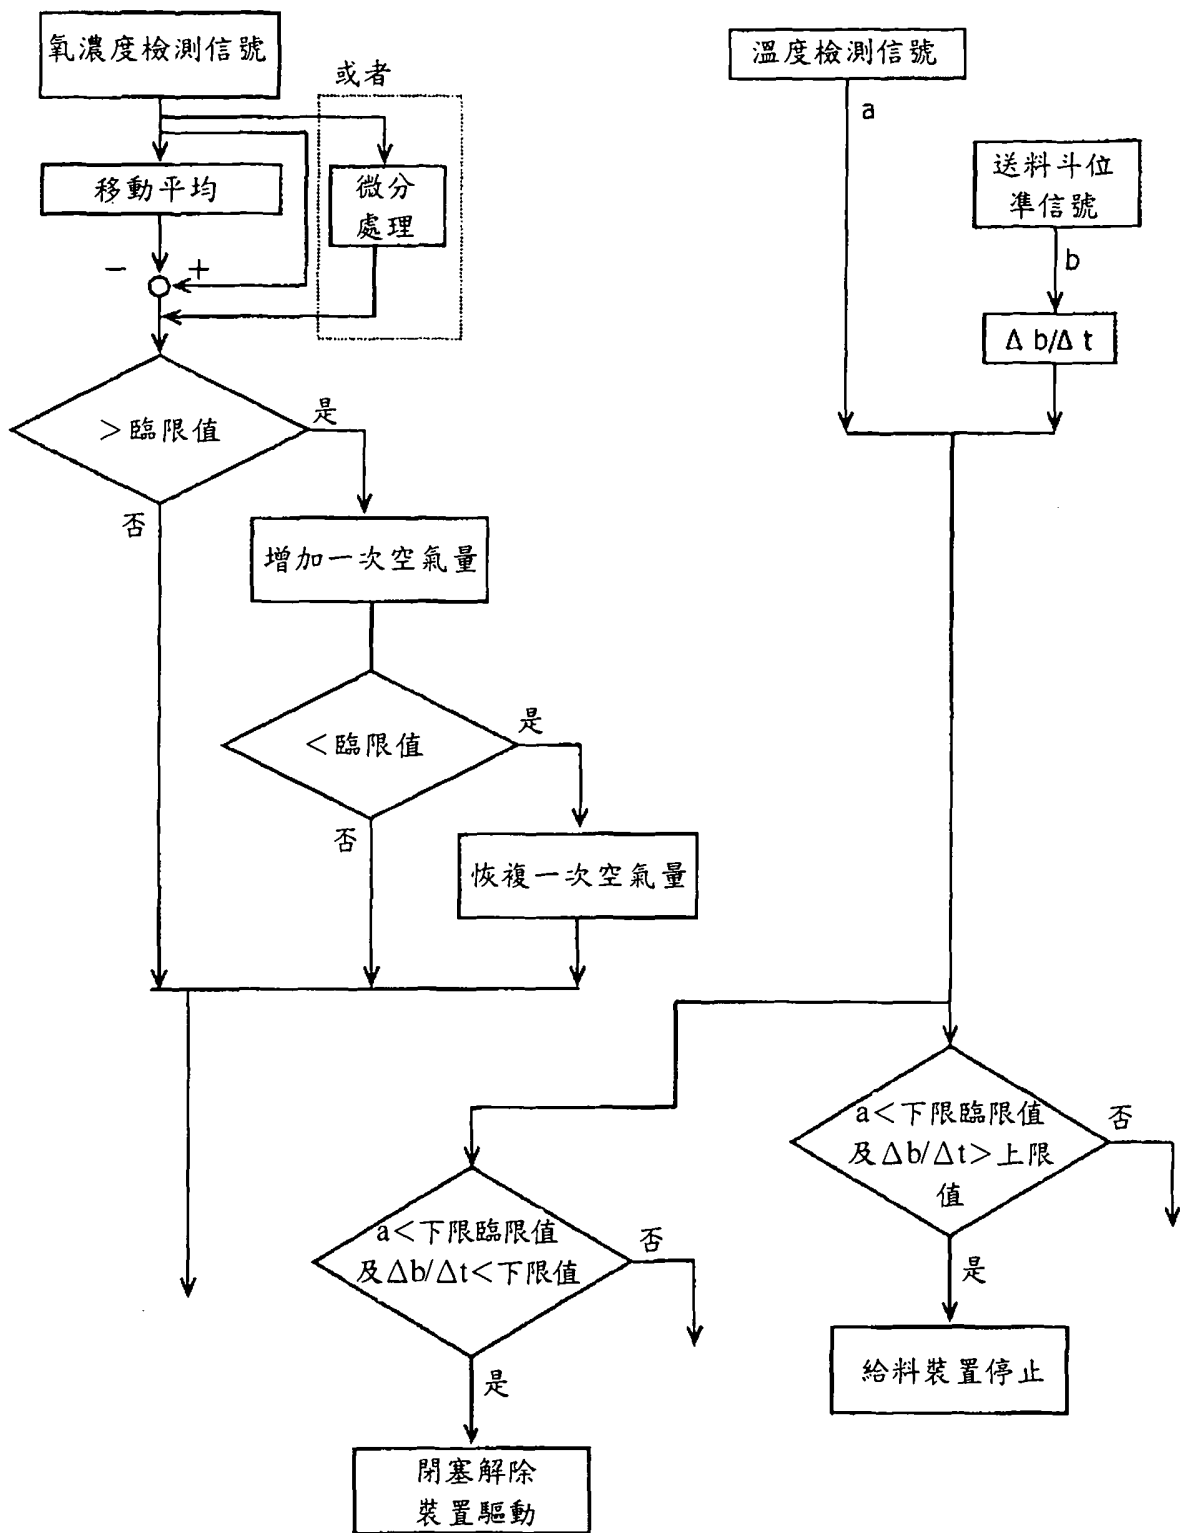 氧濃度檢測信號
或者
移動平均
微分
處理
－
＋
＞臨限值
是
否
增加一次空氣量
＜臨限值
是
否
恢複一次空氣量
溫度檢測信號
a
送料斗位
準信號
b
Δb/Δt
a＜下限臨限值
及Δb/Δt＞上限
值
否
是
給料裝置停止
a＜下限臨限值
及Δb/Δt＜下限值
否
是
閉塞解除
裝置驅動